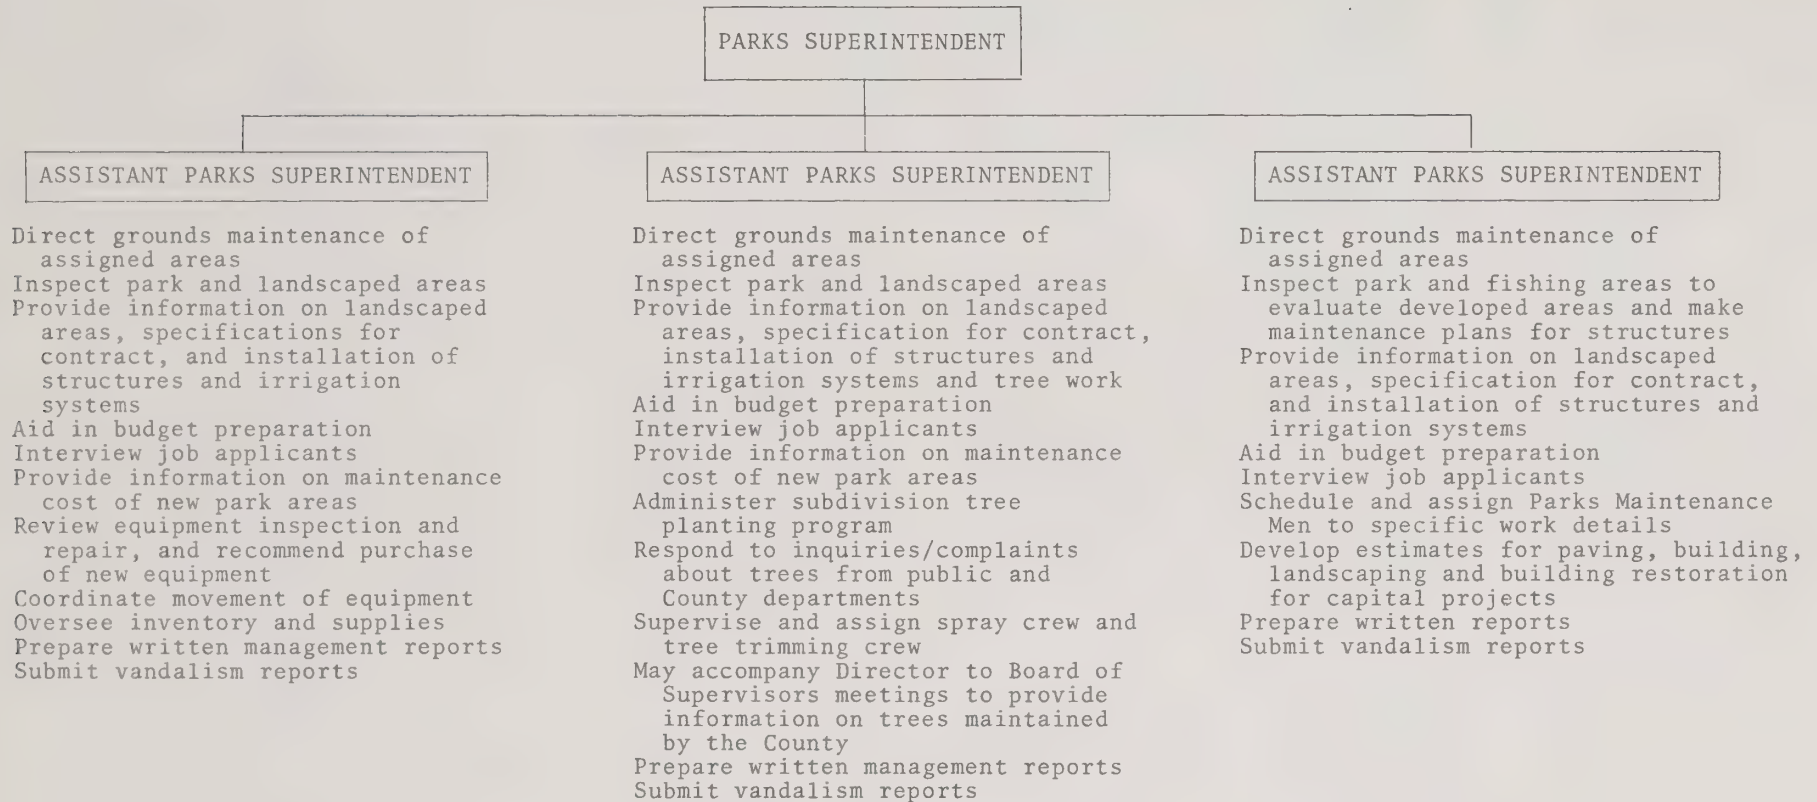 PARKS SUPERINTENDENT
ASSISTANT PARKS SUPERINTENDENT
Direct grounds maintenance of
assigned areas
Inspect park and landscaped areas
Provide information on landscaped
areas, specifications for
contract, and installation of
structures and irrigation
systems
Aid in budget preparation
Interview job applicants
Provide information on maintenance
cost of new park areas
Review equipment inspection and
repair, and recommend purchase
of new equipment
Coordinate movement of equipment
Oversee inventory and supplies
Prepare written management reports
Submit vandalism reports
ASSISTANT PARKS SUPERINTENDENT
Direct grounds maintenance of
assigned areas
Inspect park and landscaped areas
Provide information on landscaped
areas, specification for contract,
installation of structures and
irrigation systems and tree work
Aid in budget preparation
Interview job applicants
Provide information on maintenance
cost of new park areas
Administer subdivision tree
planting program
Respond to inquiries/complaints
about trees from public and
County departments
Supervise and assign spray crew and
tree trimming crew
May accompany Director to Board of
Supervisors meetings to provide
information on trees maintained
by the County
Prepare written management reports
Submit vandalism reports
ASSISTANT PARKS SUPERINTENDENT
Direct grounds maintenance of
assigned areas
Inspect park and fishing areas to
evaluate developed areas and make
maintenance plans for structures
Provide information on landscaped
areas, specification for contract,
and installation of structures and
irrigation systems
Aid in budget preparation
Interview job applicants
Schedule and assign Parks Maintenance
Men to specific work details
Develop estimates for paving, building,
landscaping and building restoration
for capital projects
Prepare written reports
Submit vandalism reports